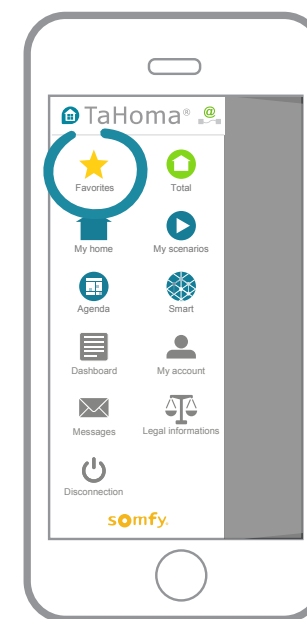 TaHoma® @
Favorites Total
My home My scenarios
Agenda Smart
Dashboard My account
Messages Legal informations
Disconnection
somfy.